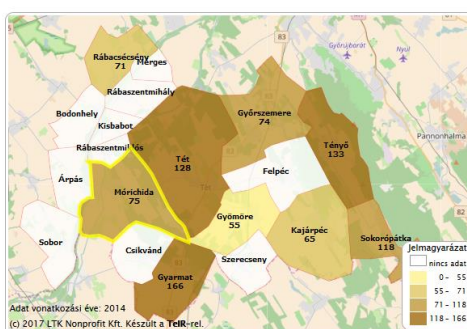 83
Győrújbarát
Nyúl
Rábacsécsény
71
Mérges
Rábaszentmihály
Bodonhely
Kisbabot
Győrszemere
74
Tényő
133
Pannonhalma
Rábaszentmiklós
Tét
128
Felpéc
Árpás
Mórichida
75
Gyömöre
55
Kajárpéc
65
82
Sokorópátka
118
Sobor
Csikvánd
Szerecseny
Gyarmat
166
Jelmagyarázat
nincs adat
0 - 55
55 - 71
71 - 118
118 - 166
Adat vonatkozási éve: 2014
(c) 2017 LTK Nonprofit Kft. Készült a TeIR-rel.